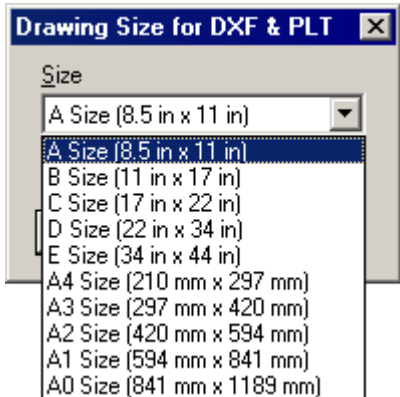 Drawing Size for DXF & PLT
Size
A Size (8.5 in x 11 in)
A Size (8.5 in x 11 in)
B Size (11 in x 17 in)
C Size (17 in x 22 in)
D Size (22 in x 34 in)
E Size (34 in x 44 in)
A4 Size (210 mm x 297 mm)
A3 Size (297 mm x 420 mm)
A2 Size (420 mm x 594 mm)
A1 Size (594 mm x 841 mm)
A0 Size (841 mm x 1189 mm)